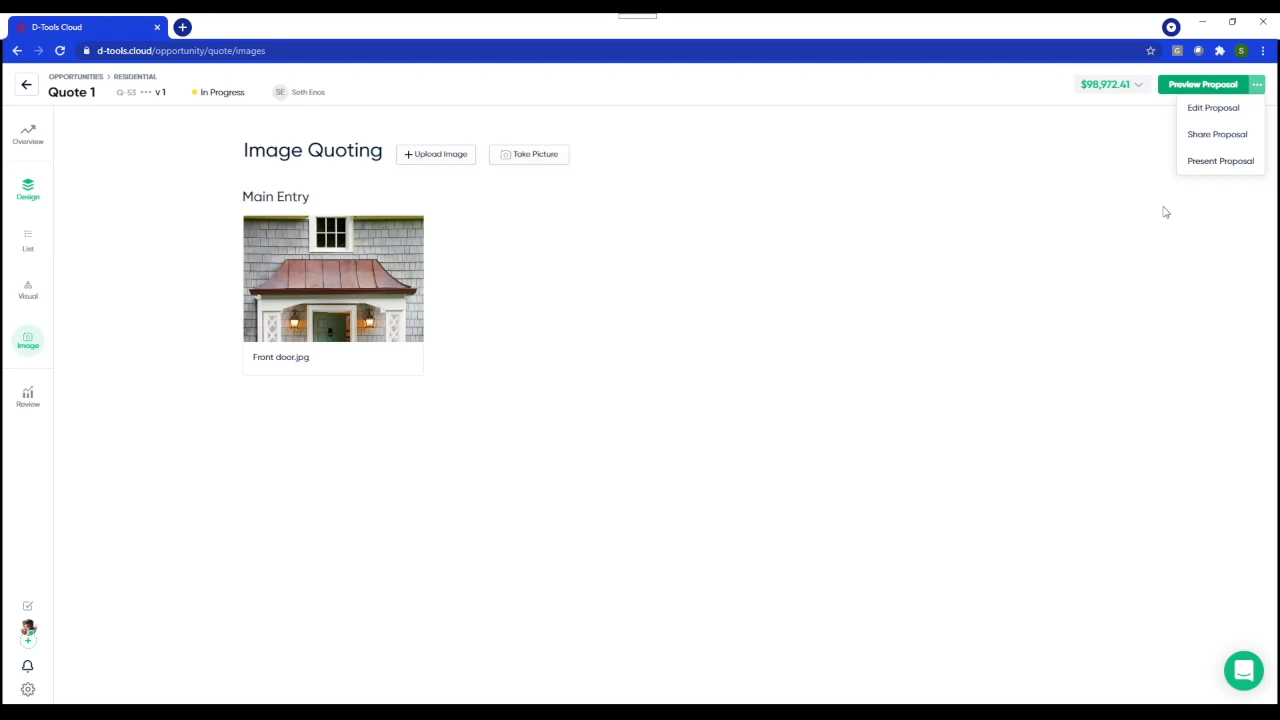 D-Tools Cloud
d-tools.cloud/opportunity/quote/images
G
S
OPPORTUNITIES > RESIDENTIAL
Quote 1 Q-53 ••• v 1 In Progress SE Seth Enos
$98,972.41 Preview Proposal •••
Edit Proposal
Share Proposal
Present Proposal
Overview
Design
List
Visual
Image
Review
Image Quoting + Upload Image Take Picture
Main Entry
Front door.jpg